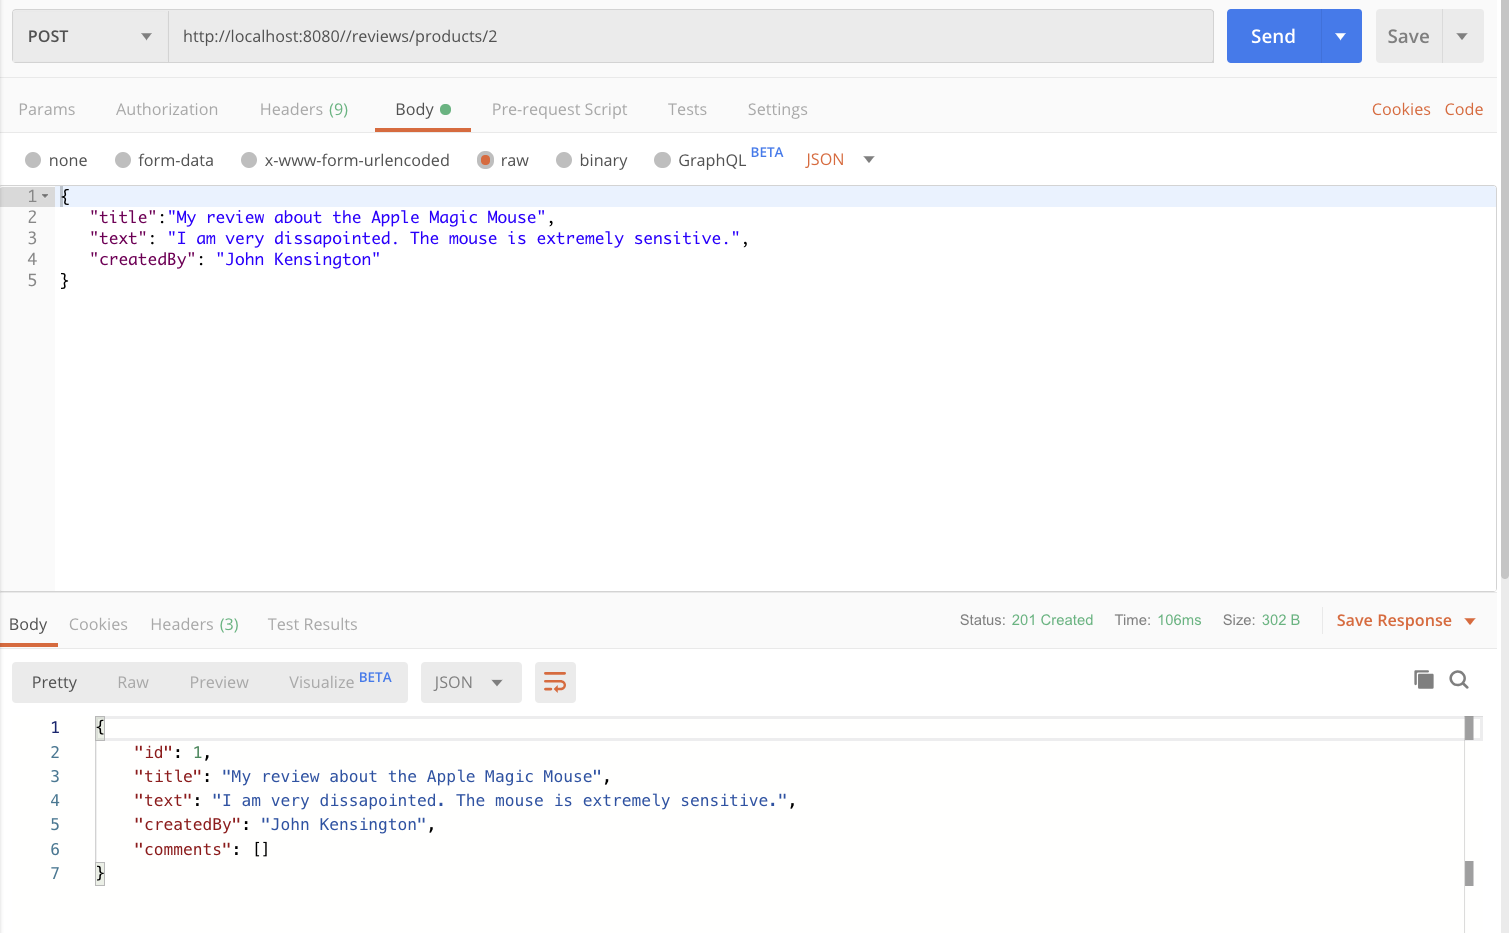 POST http://localhost:8080//reviews/products/2 Send Save
Params Authorization Headers (9) Body Pre-request Script Tests Settings Cookies Code
none form-data x-www-form-urlencoded raw binary GraphQL BETA JSON
1 {
2 "title":"My review about the Apple Magic Mouse",
3 "text": "I am very dissapointed. The mouse is extremely sensitive.",
4 "createdBy": "John Kensington"
5 }
Body Cookies Headers (3) Test Results Status: 201 Created Time: 106ms Size: 302 B Save Response
Pretty Raw Preview Visualize BETA JSON
1 {
2 "id": 1,
3 "title": "My review about the Apple Magic Mouse",
4 "text": "I am very dissapointed. The mouse is extremely sensitive.",
5 "createdBy": "John Kensington",
6 "comments": []
7 }